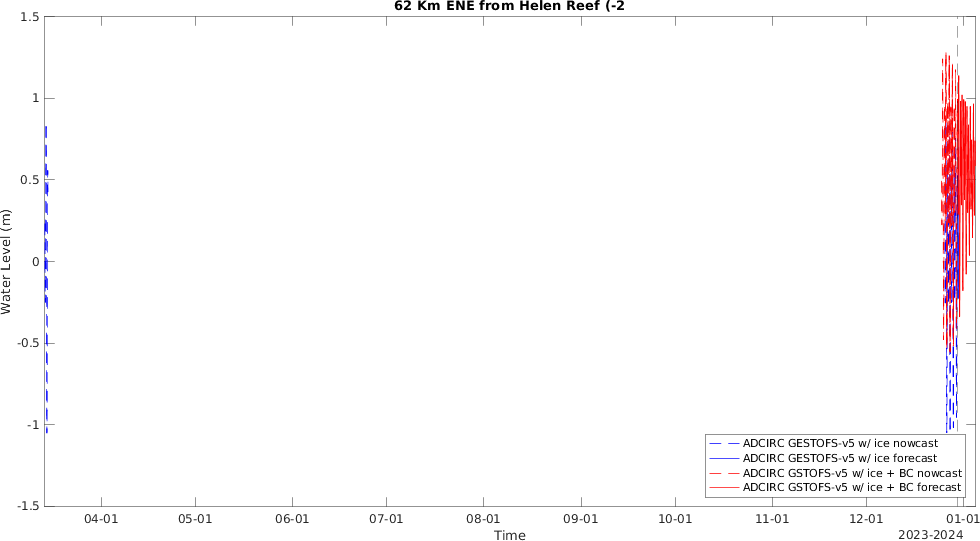 62 Km ENE from Helen Reef (-2
1.5
1
0.5
0
-0.5
-1
-1.5
Water Level (m)
04-01 05-01 06-01 07-01 08-01 09-01 10-01 11-01 12-01 01-01
Time
2023-2024
ADCIRC GESTOFS-v5 w/ ice nowcast
ADCIRC GESTOFS-v5 w/ ice forecast
ADCIRC GSTOFS-v5 w/ ice + BC nowcast
ADCIRC GSTOFS-v5 w/ ice + BC forecast